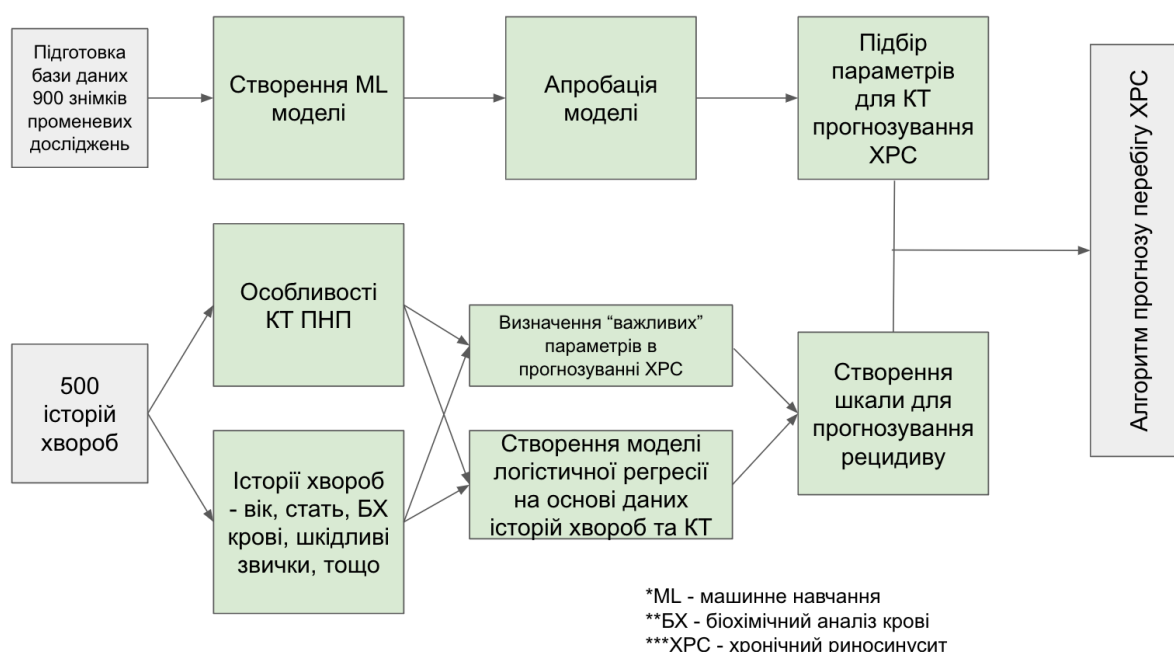 Підготовка
бази даних
900 знімків
променевих
досліджень
Створення ML
моделі
Апробація
моделі
Підбір
параметрів
для КТ
прогнозування
ХРС
Алгоритм прогнозу перебігу ХРС
500
історій
хвороб
Особливості
КТ ПНП
Історії хвороб
- вік, стать, БХ
крові, шкідливі
звички, тощо
Визначення “важливих”
параметрів в
прогнозуванні ХРС
Створення моделі
логістичної регресії
на основі даних
історій хвороб та КТ
Створення
шкали для
прогнозування
рецидиву
*ML - машинне навчання
**БХ - біохімічний аналіз крові
***ХРС - хронічний риносинусит